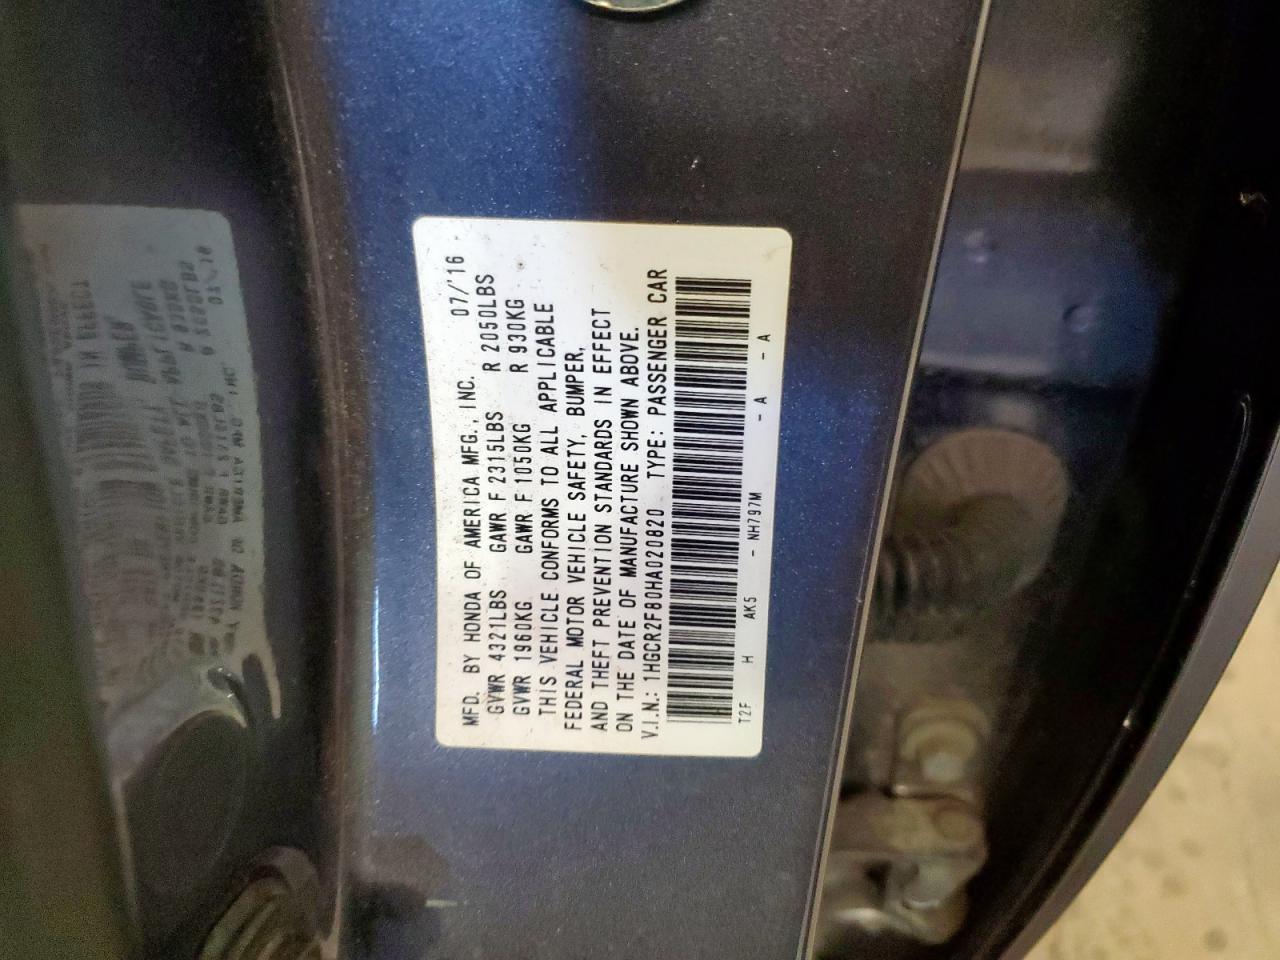 MFD. BY HONDA OF AMERICA MFG., INC. 07/'16
GVWR 4321LBS GAWR F 2315LBS R 2050LBS
GVWR 1960KG GAWR F 1050KG R 930KG
THIS VEHICLE CONFORMS TO ALL APPLICABLE
FEDERAL MOTOR VEHICLE SAFETY, BUMPER,
AND THEFT PREVENTION STANDARDS IN EFFECT
ON THE DATE OF MANUFACTURE SHOWN ABOVE.
V.I.N.: 1HGCR2F80HA020820 TYPE: PASSENGER CAR
T2F H AK5 - NH797M - A - A